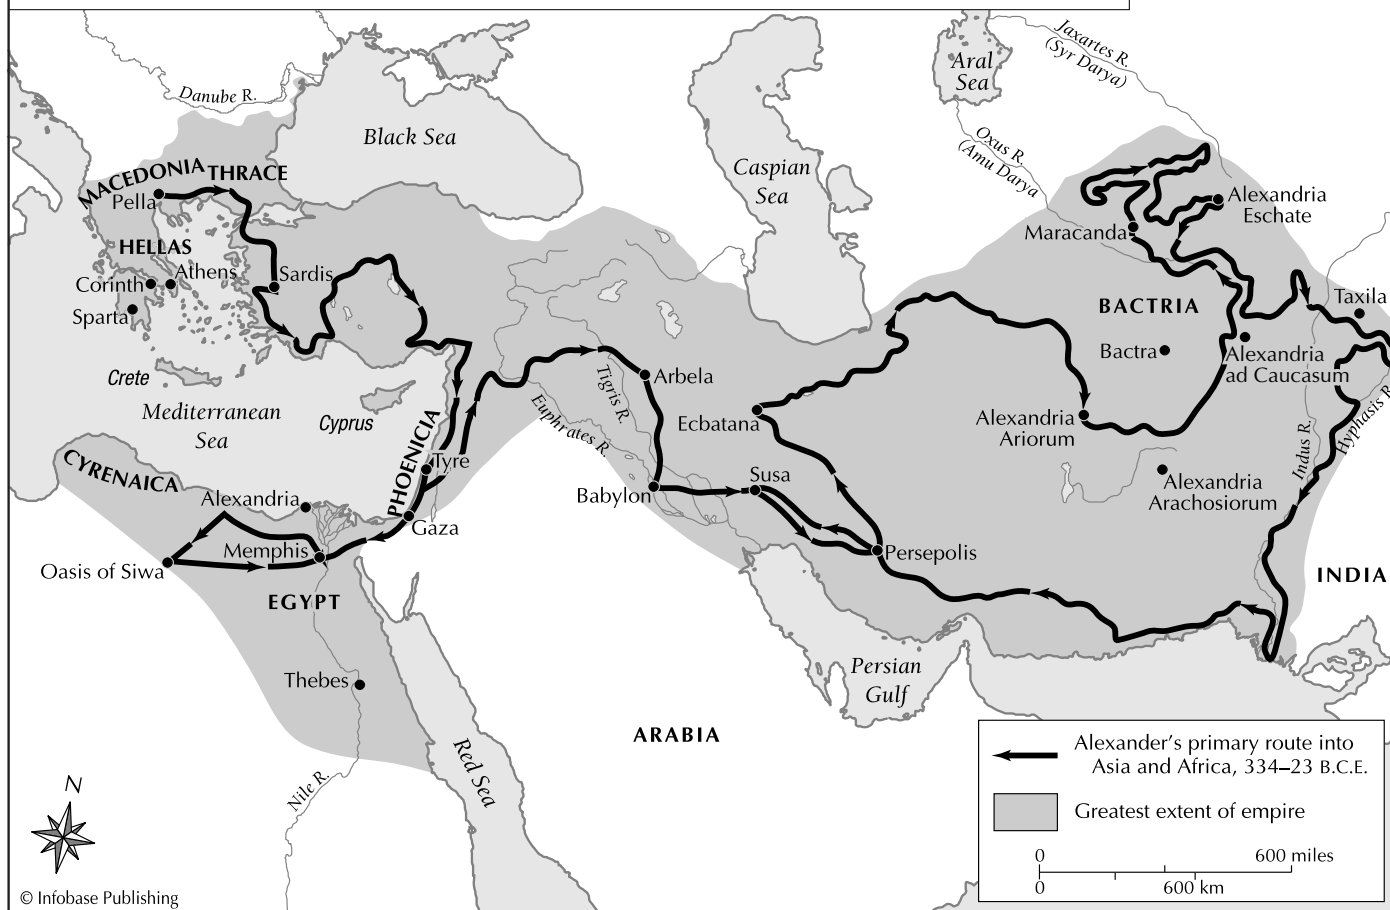 Danube R.
Black Sea
Caspian
Sea
Aral
Sea
Jaxartes R.
(Syr Darya)
Oxus R.
(Amu Darya
MACEDONIA
THRACE
Pella
HELLAS
Corinth
Athens
Sparta
Sardis
Crete
Mediterranean
Sea
Cyprus
PHOENICIA
Tyre
Gaza
CYRENAICA
Alexandria
Memphis
Oasis of Siwa
EGYPT
Thebes
Nile R.
Red Sea
Tigris R.
Euphrates R.
Arbela
Babylon
Ecbatana
Susa
Persepolis
Persian
Gulf
ARABIA
Maracanda
Alexandria
Eschate
BACTRIA
Bactra
Alexandria
ad Caucasum
Taxila
Alexandria
Ariorum
Alexandria
Arachosiorum
Indus R.
Hyphasis R.
INDIA
N
Alexander's primary route into
Asia and Africa, 334–23 B.C.E.
Greatest extent of empire
0
600 miles
0
600 km
© Infobase Publishing